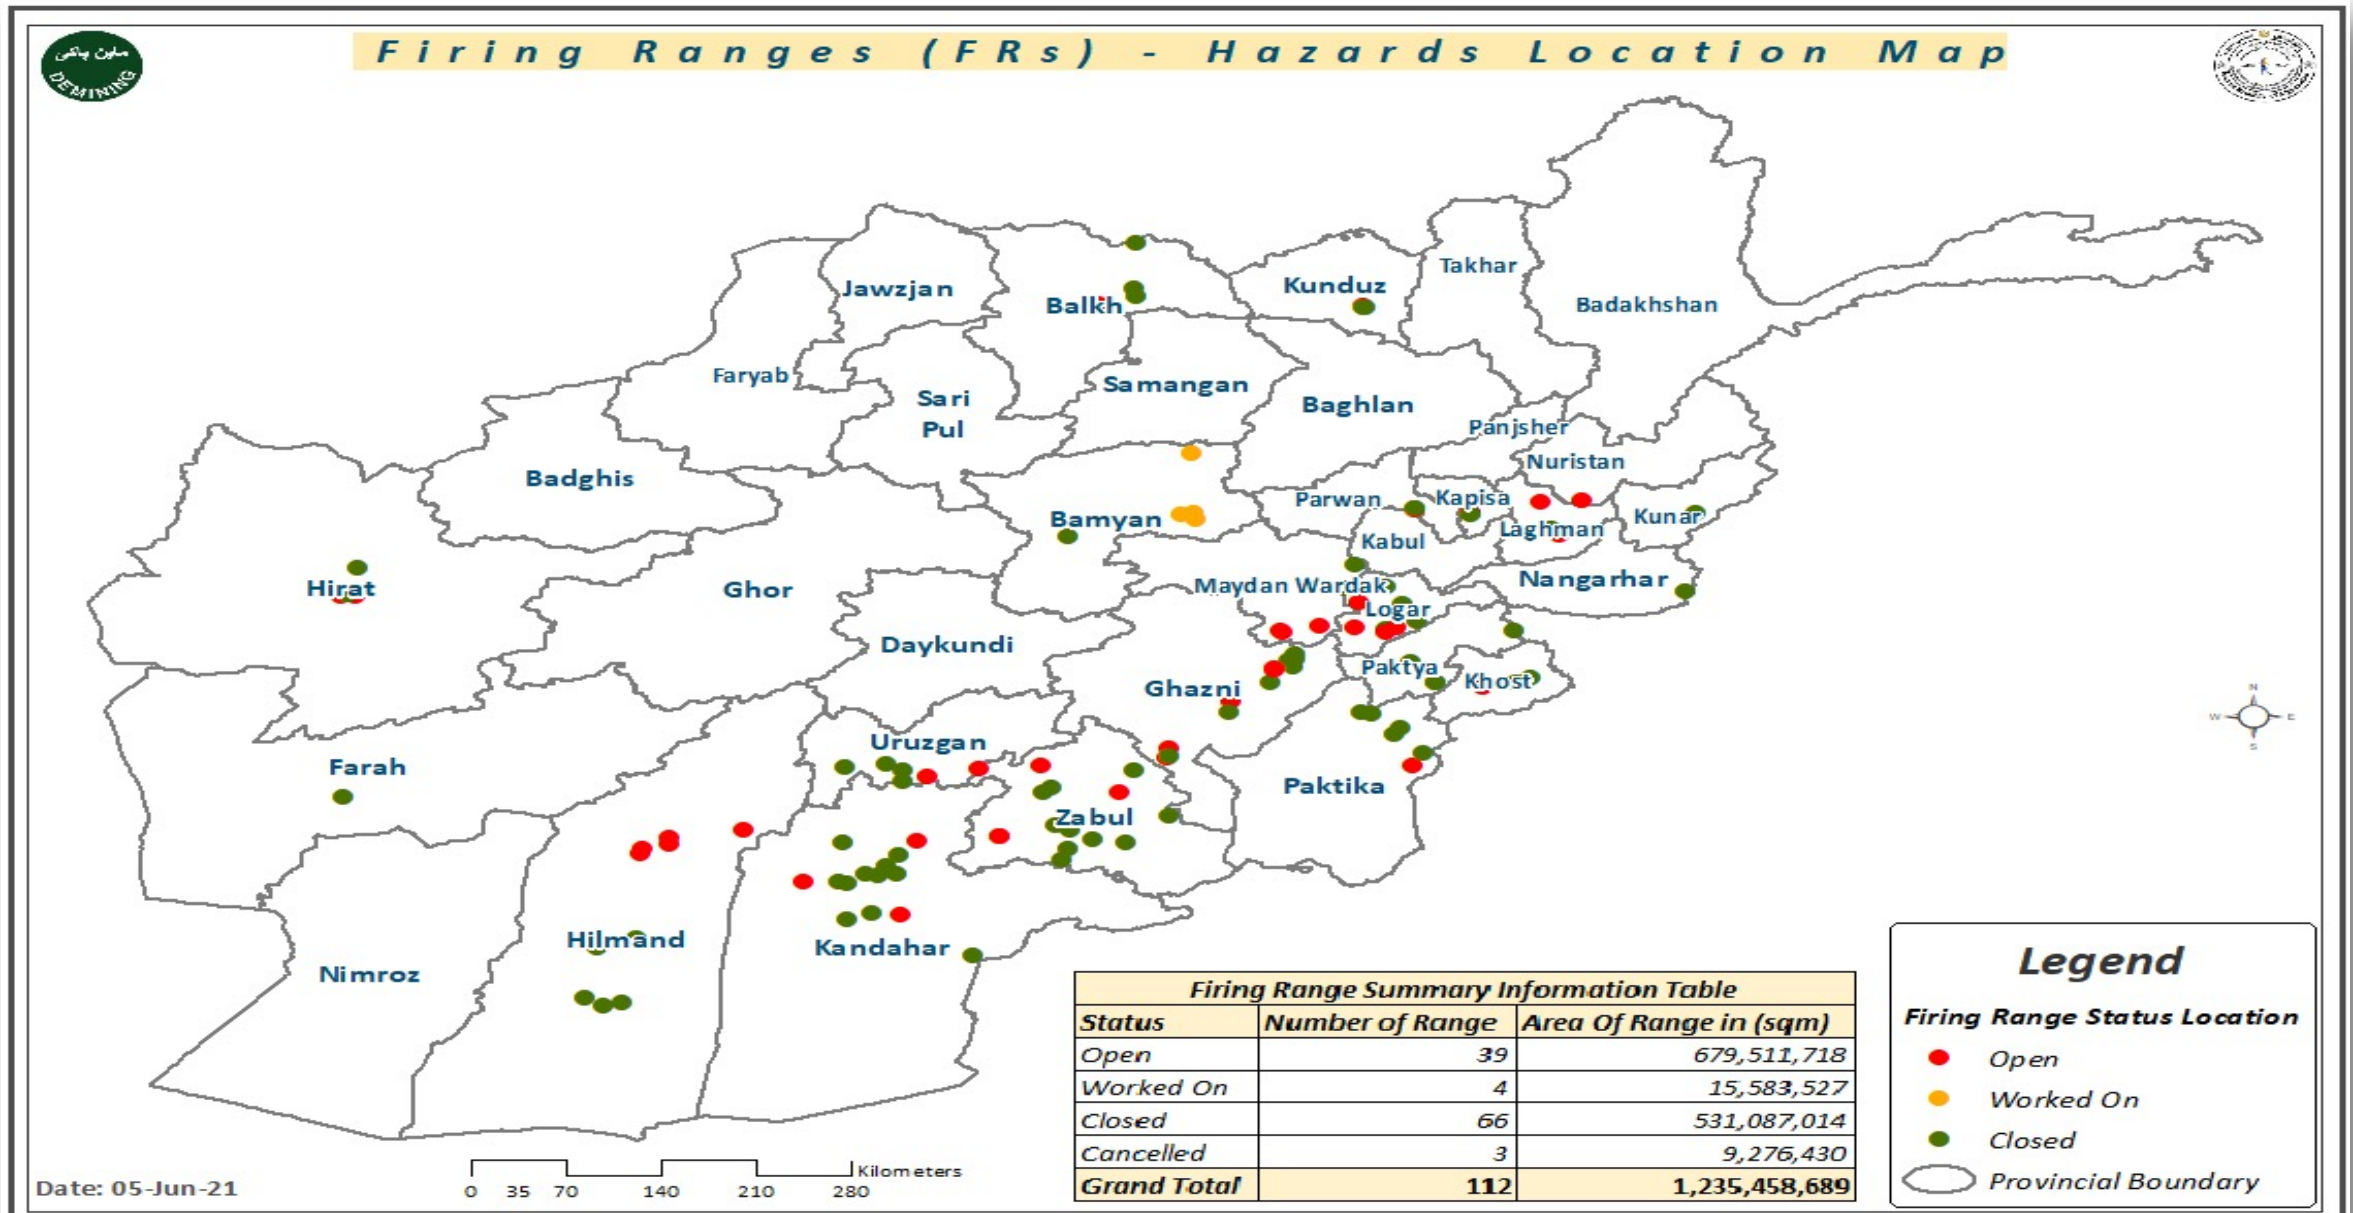 ماین پاکی
DEMINING
Firing Ranges (FRs) - Hazards Location Map
Jawzjan
Balkh
Kunduz
Takhar
Badakhshan
Faryab
Sari
Pul
Samangan
Baghlan
Panjsher
Badghis
Nuristan
Bamyan
Parwan
Kapisa
Kunar
Laghman
Kabul
Hirat
Ghor
Maydan Wardak
Nangarhar
Logar
Daykundi
Paktya
Khost
Ghazni
Uruzgan
Farah
Paktika
Zabul
Hilmand
Kandahar
Nimroz
N
W E
S
Firing Range Summary Information Table
Status Number of Range Area Of Range in (sqm)
Open 39 679,511,718
Worked On 4 15,583,527
Closed 66 531,087,014
Cancelled 3 9,276,430
Grand Total 112 1,235,458,689
Legend
Firing Range Status Location
Open
Worked On
Closed
Provincial Boundary
Kilometers
0 35 70 140 210 280
Date: 05-Jun-21